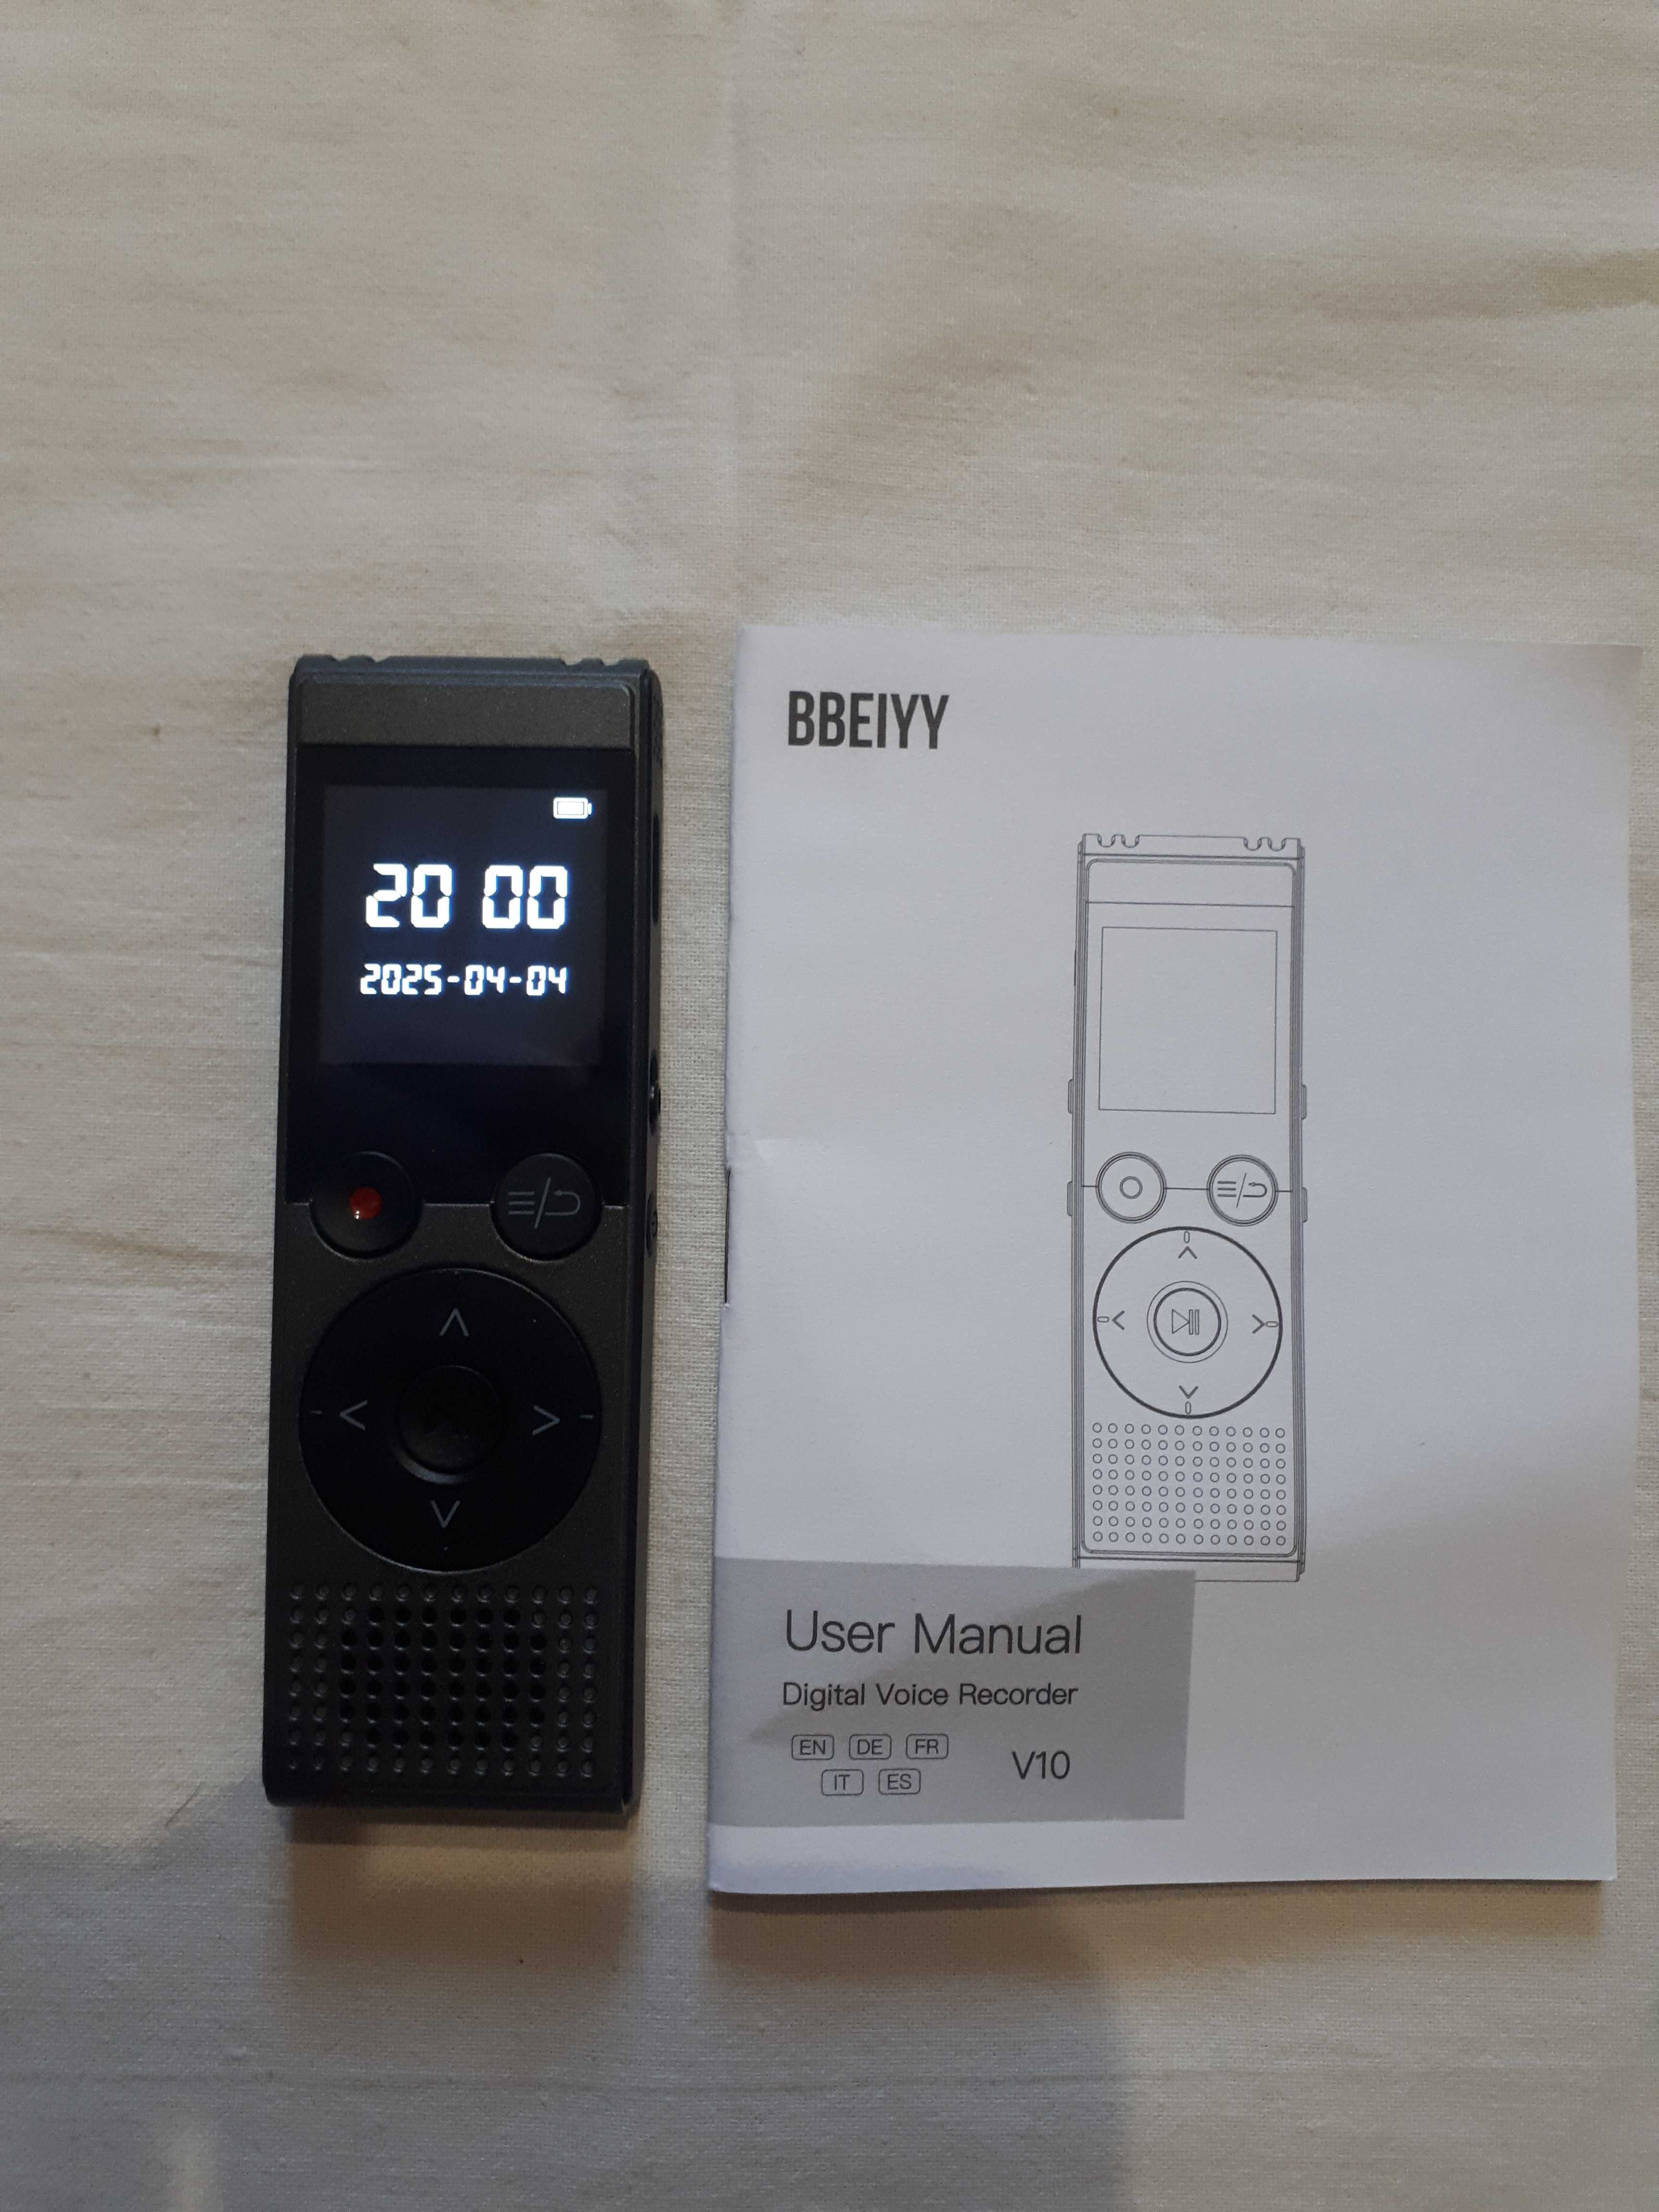 20 00
2025-04-04
BBEIYY
User Manual
Digital Voice Recorder
EN DE FR
IT ES
V10